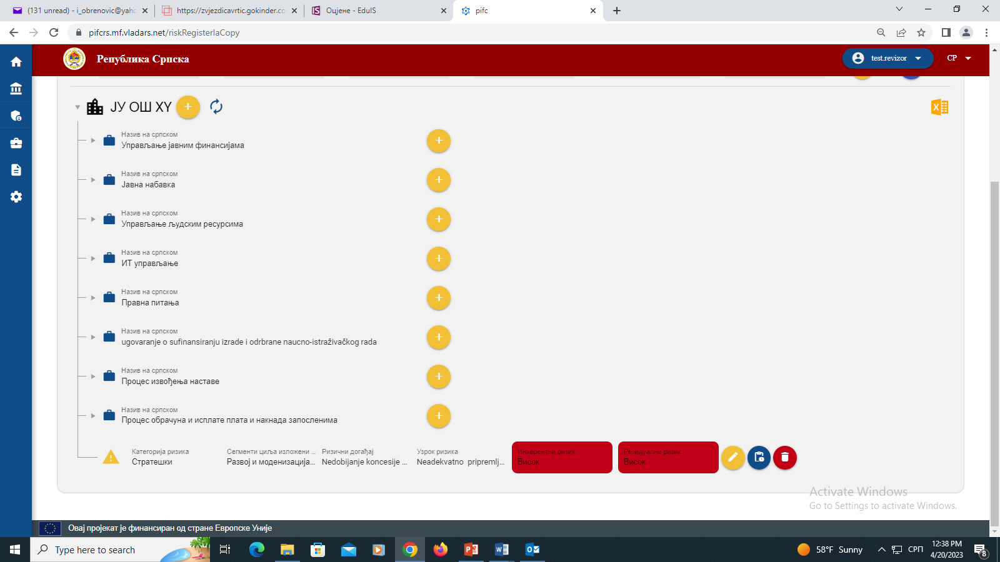 (131 unread) - i_obrenovic@yaho
https://zvjezdicavrtic.gokinder.co
Оцјене - EduIS
pifc
pifcrs.mf.vladars.net/riskRegisterIaCopy
Република Српска
test.revizor
СР
ЈУ ОШ XY
Назив на српском
Управљање јавним финансијама
Назив на српском
Јавна набавка
Назив на српском
Управљање људским ресурсима
Назив на српском
ИТ управљање
Назив на српском
Правна питања
Назив на српском
ugovaranje o sufinansiranju izrade i odrbrane naucno-istraživačkog rada
Назив на српском
Процес извођења наставе
Назив на српском
Процес обрачуна и исплате плата и накнада запосленима
Категорија ризика
Стратешки
Сегменти циља изложени ...
Развој и моденизација...
Ризични догађај
Nedobijanje koncesije ...
Узрок ризика
Neadekvatno pripremlj...
Инхерентни ризик
Висок
Резидуални ризик
Висок
Activate Windows
Go to Settings to activate Windows.
Овај пројекат је финансиран од стране Европске Уније
Type here to search
58°F Sunny
СРП
12:38 PM
4/20/2023
8